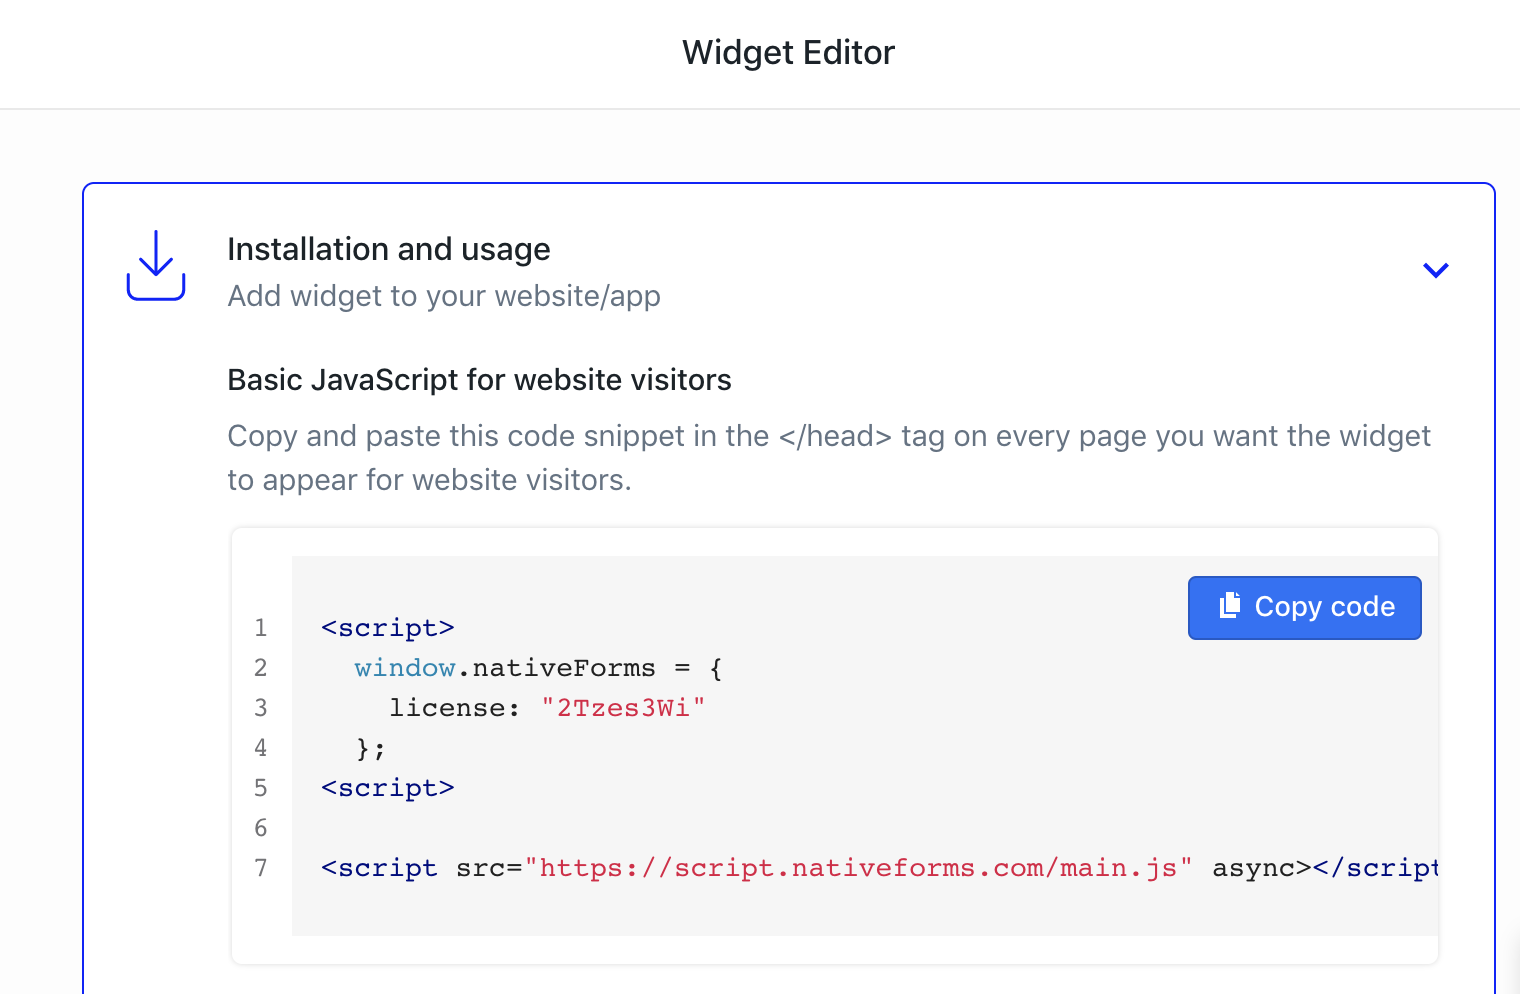 Widget Editor
Installation and usage
Add widget to your website/app
Basic JavaScript for website visitors
Copy and paste this code snippet in the </head> tag on every page you want the widget
to appear for website visitors.
Copy code
1 <script>
2 window.nativeForms = {
3 license: "2Tzes3Wi"
4 };
5 <script>
6
7 <script src="https://script.nativeforms.com/main.js" async></script